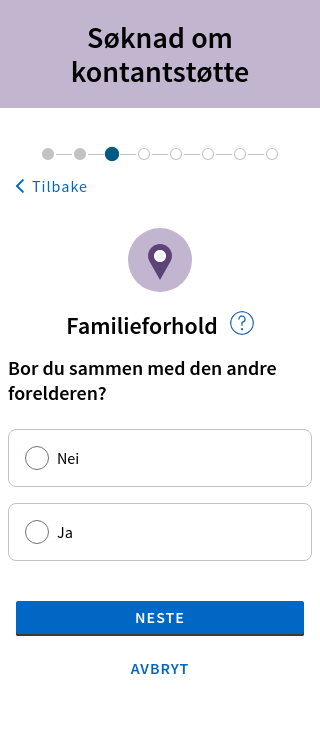 Søknad om
kontantstøtte
Tilbake
Familieforhold
?
Bor du sammen med den andre
forelderen?
Nei
Ja
NESTE
AVBRYT